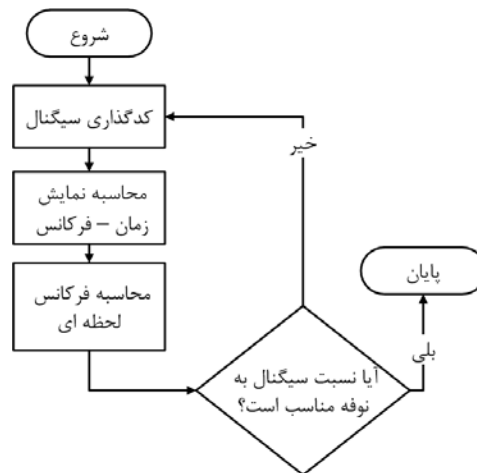 شروع
کدگذاری سیگنال
محاسبه نمایش
زمان – فرکانس
محاسبه فرکانس
لحظه ای
آیا نسبت سیگنال به
نوفه مناسب است؟
خیر
بلی
پایان